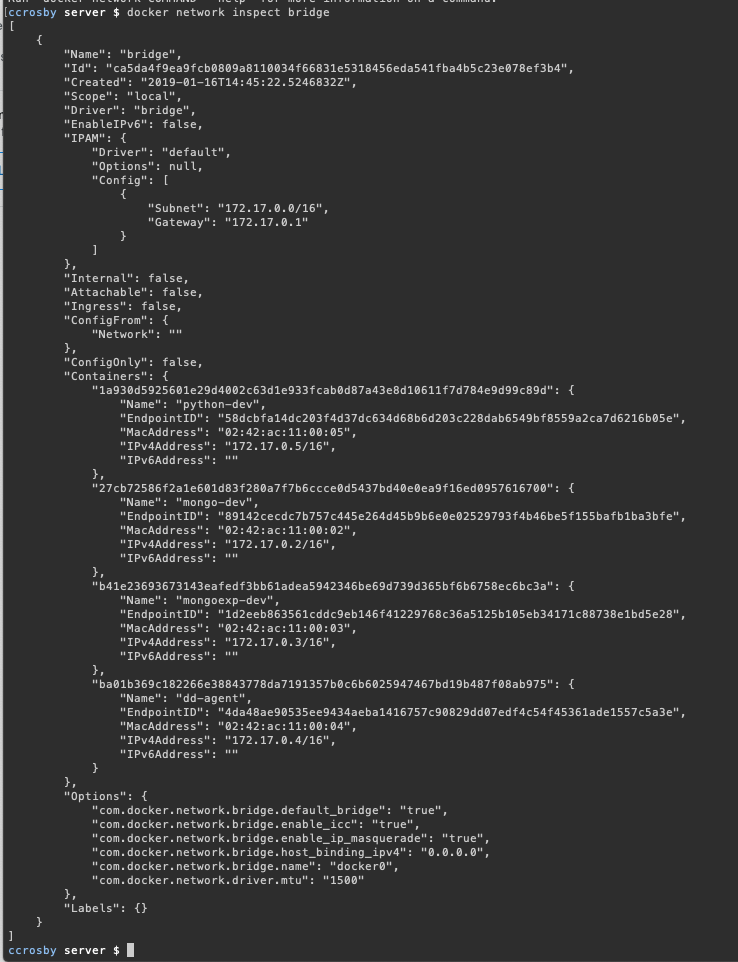 [ccrosby server $ docker network inspect bridge
[
    {
        "Name": "bridge",
        "Id": "ca5da4f9ea9fcb0809a8110034f66831e5318456eda541fba4b5c23e078ef3b4",
        "Created": "2019-01-16T14:45:22.5246832Z",
        "Scope": "local",
        "Driver": "bridge",
        "EnableIPv6": false,
        "IPAM": {
            "Driver": "default",
            "Options": null,
            "Config": [
                {
                    "Subnet": "172.17.0.0/16",
                    "Gateway": "172.17.0.1"
                }
            ]
        },
        "Internal": false,
        "Attachable": false,
        "Ingress": false,
        "ConfigFrom": {
            "Network": ""
        },
        "ConfigOnly": false,
        "Containers": {
            "1a930d5925601e29d4002c63d1e933fcab0d87a43e8d10611f7d784e9d99c89d": {
                "Name": "python-dev",
                "EndpointID": "58dcbfa14dc203f4d37dc634d68b6d203c228dab6549bf8559a2ca7d6216b05e",
                "MacAddress": "02:42:ac:11:00:05",
                "IPv4Address": "172.17.0.5/16",
                "IPv6Address": ""
            },
            "27cb72586f2a1e601d83f280a7f7b6ccce0d5437bd40e0ea9f16ed0957616700": {
                "Name": "mongo-dev",
                "EndpointID": "89142cecdc7b757c445e264d45b9b6e0e02529793f4b46be5f155bafb1ba3bfe",
                "MacAddress": "02:42:ac:11:00:02",
                "IPv4Address": "172.17.0.2/16",
                "IPv6Address": ""
            },
            "b41e23693673143eafedf3bb61adea5942346be69d739d365bf6b6758ec6bc3a": {
                "Name": "mongoexp-dev",
                "EndpointID": "1d2eeb863561cddc9eb146f41229768c36a5125b105eb34171c88738e1bd5e28",
                "MacAddress": "02:42:ac:11:00:03",
                "IPv4Address": "172.17.0.3/16",
                "IPv6Address": ""
            },
            "ba01b369c182266e38843778da7191357b0c6b6025947467bd19b487f08ab975": {
                "Name": "dd-agent",
                "EndpointID": "4da48ae90535ee9434aeba1416757c90829dd07edf4c54f45361ade1557c5a3e",
                "MacAddress": "02:42:ac:11:00:04",
                "IPv4Address": "172.17.0.4/16",
                "IPv6Address": ""
            }
        },
        "Options": {
            "com.docker.network.bridge.default_bridge": "true",
            "com.docker.network.bridge.enable_icc": "true",
            "com.docker.network.bridge.enable_ip_masquerade": "true",
            "com.docker.network.bridge.host_binding_ipv4": "0.0.0.0",
            "com.docker.network.bridge.name": "docker0",
            "com.docker.network.driver.mtu": "1500"
        },
        "Labels": {}
    }
]
ccrosby server $